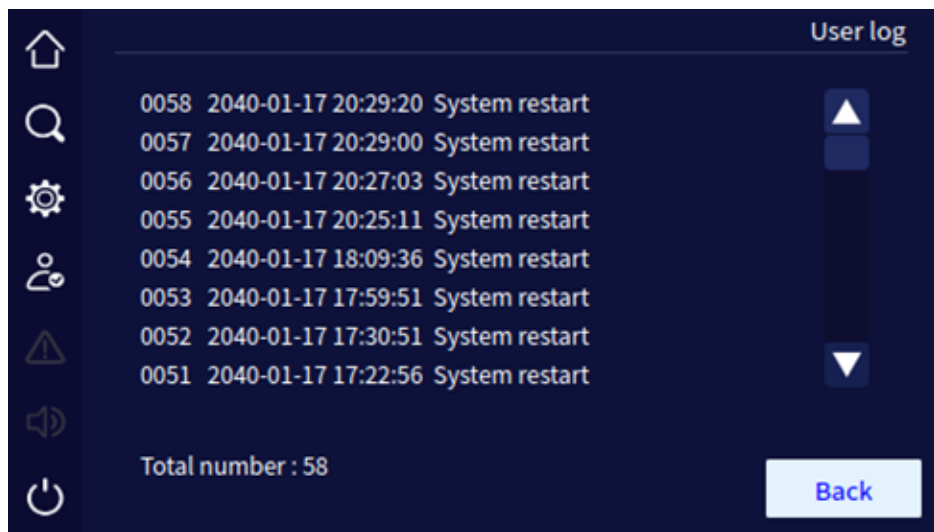 User log
0058 2040-01-17 20:29:20 System restart
0057 2040-01-17 20:29:00 System restart
0056 2040-01-17 20:27:03 System restart
0055 2040-01-17 20:25:11 System restart
0054 2040-01-17 18:09:36 System restart
0053 2040-01-17 17:59:51 System restart
0052 2040-01-17 17:30:51 System restart
0051 2040-01-17 17:22:56 System restart
Total number : 58
Back